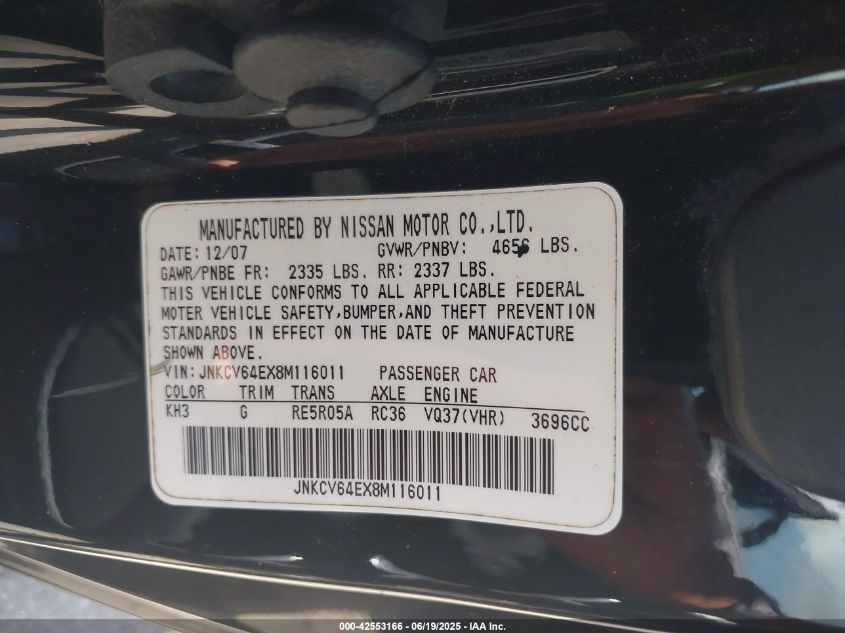 MANUFACTURED BY NISSAN MOTOR CO.,LTD.
DATE: 12/07 GVWR/PNBV: 4656 LBS.
GAWR/PNBE FR: 2335 LBS. RR: 2337 LBS.
THIS VEHICLE CONFORMS TO ALL APPLICABLE FEDERAL
MOTER VEHICLE SAFETY,BUMPER,AND THEFT PREVENTION
STANDARDS IN EFFECT ON THE DATE OF MANUFACTURE
SHOWN ABOVE.
VIN: JNKCV64EX8M116011 PASSENGER CAR
COLOR TRIM TRANS AXLE ENGINE
KH3 G RE5R05A RC36 VQ37(VHR) 3696CC
JNKCV64EX8M116011
000-42553166 - 06/19/2025 - IAA Inc.